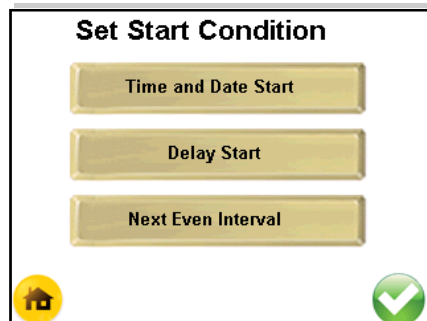 Set Start Condition
Time and Date Start
Delay Start
Next Even Interval